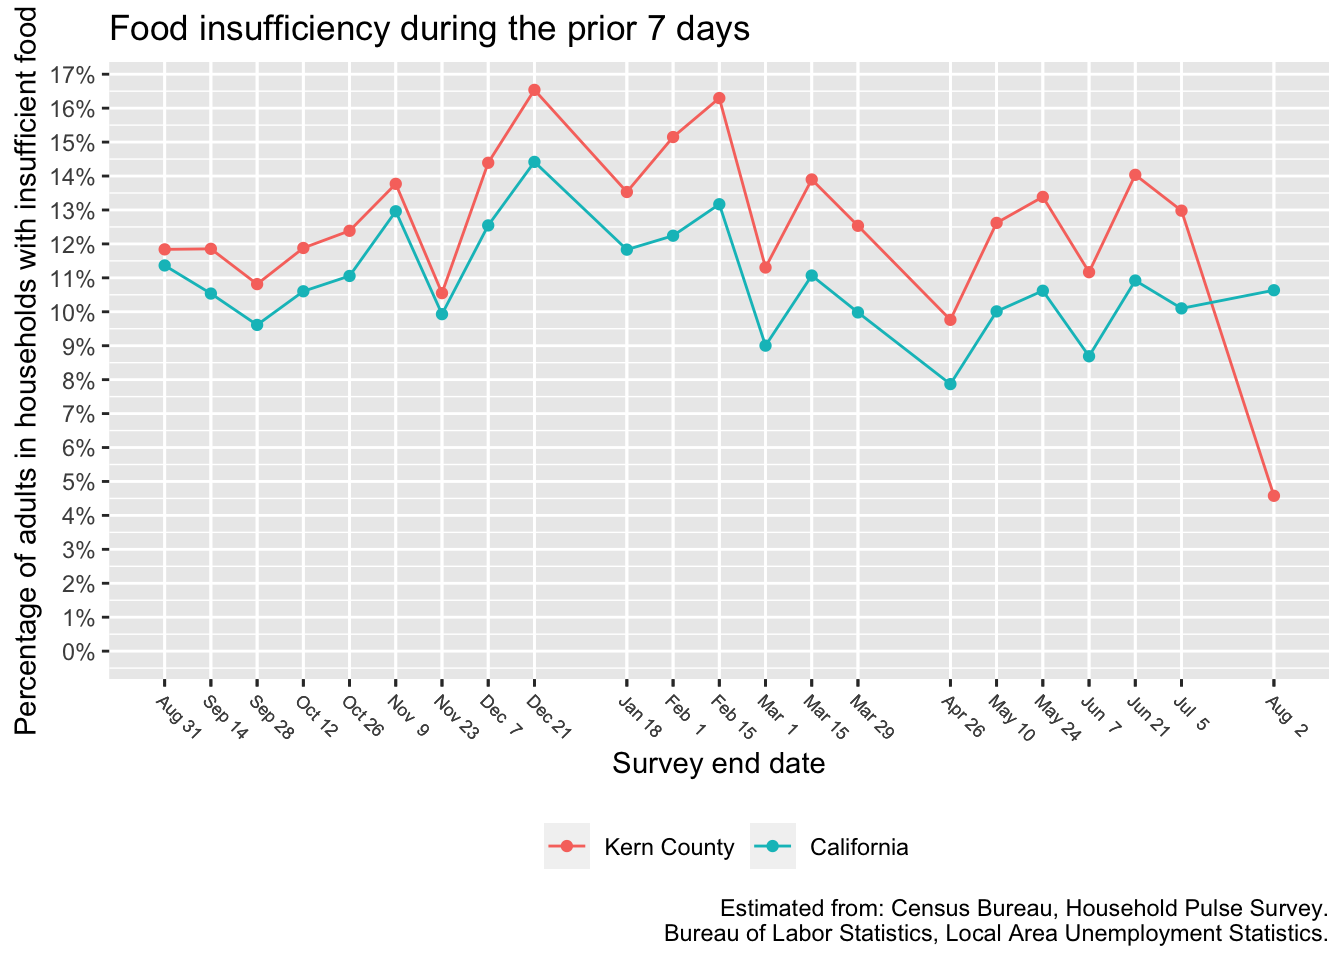 Food insufficiency during the prior 7 days
Percentage of adults in households with insufficient food
17%
16%
15%
14%
13%
12%
11%
10%
9%
8%
7%
6%
5%
4%
3%
2%
1%
0%
Aug 31
Sep 14
Sep 28
Oct 12
Oct 26
Nov 9
Nov 23
Dec 7
Dec 21
Jan 18
Feb 1
Feb 15
Mar 1
Mar 15
Mar 29
Apr 26
May 10
May 24
Jun 7
Jun 21
Jul 5
Aug 2
Survey end date
Kern County
California
Estimated from: Census Bureau, Household Pulse Survey.
Bureau of Labor Statistics, Local Area Unemployment Statistics.